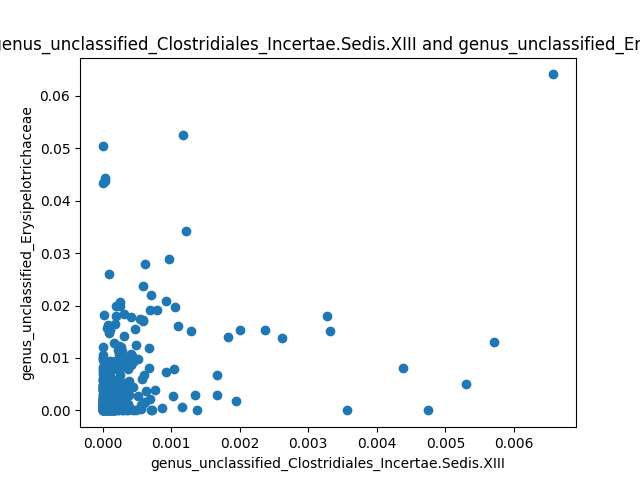 genus_unclassified_Clostridiales_Incertae.Sedis.XIII and genus_unclassified_Er
0.06
0.05
0.04
0.03
0.02
0.01
0.00
genus_unclassified_Erysipelotrichaceae
0.000 0.001 0.002 0.003 0.004 0.005 0.006
genus_unclassified_Clostridiales_Incertae.Sedis.XIII